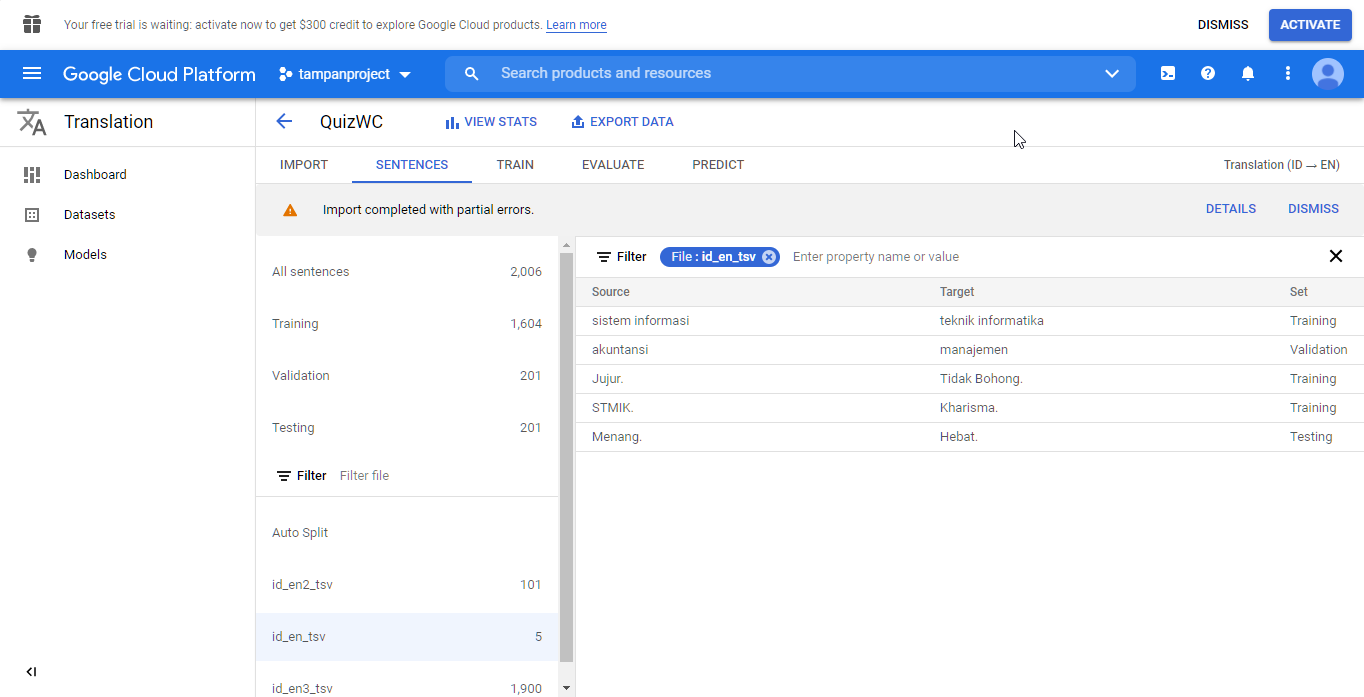 Your free trial is waiting: activate now to get $300 credit to explore Google Cloud products. Learn more
DISMISS
ACTIVATE
Google Cloud Platform
tampanproject
Search products and resources
Translation
QuizWC
VIEW STATS
EXPORT DATA
Dashboard
Datasets
Models
IMPORT
SENTENCES
TRAIN
EVALUATE
PREDICT
Translation (ID → EN)
Import completed with partial errors.
DETAILS
DISMISS
All sentences 2,006
Training 1,604
Validation 201
Testing 201
Filter Filter file
Auto Split
id_en2_tsv 101
id_en_tsv 5
id_en3_tsv 1,900
Filter File : id_en_tsv Enter property name or value
Source Target Set
sistem informasi teknik informatika Training
akuntansi manajemen Validation
Jujur. Tidak Bohong. Training
STMIK. Kharisma. Training
Menang. Hebat. Testing